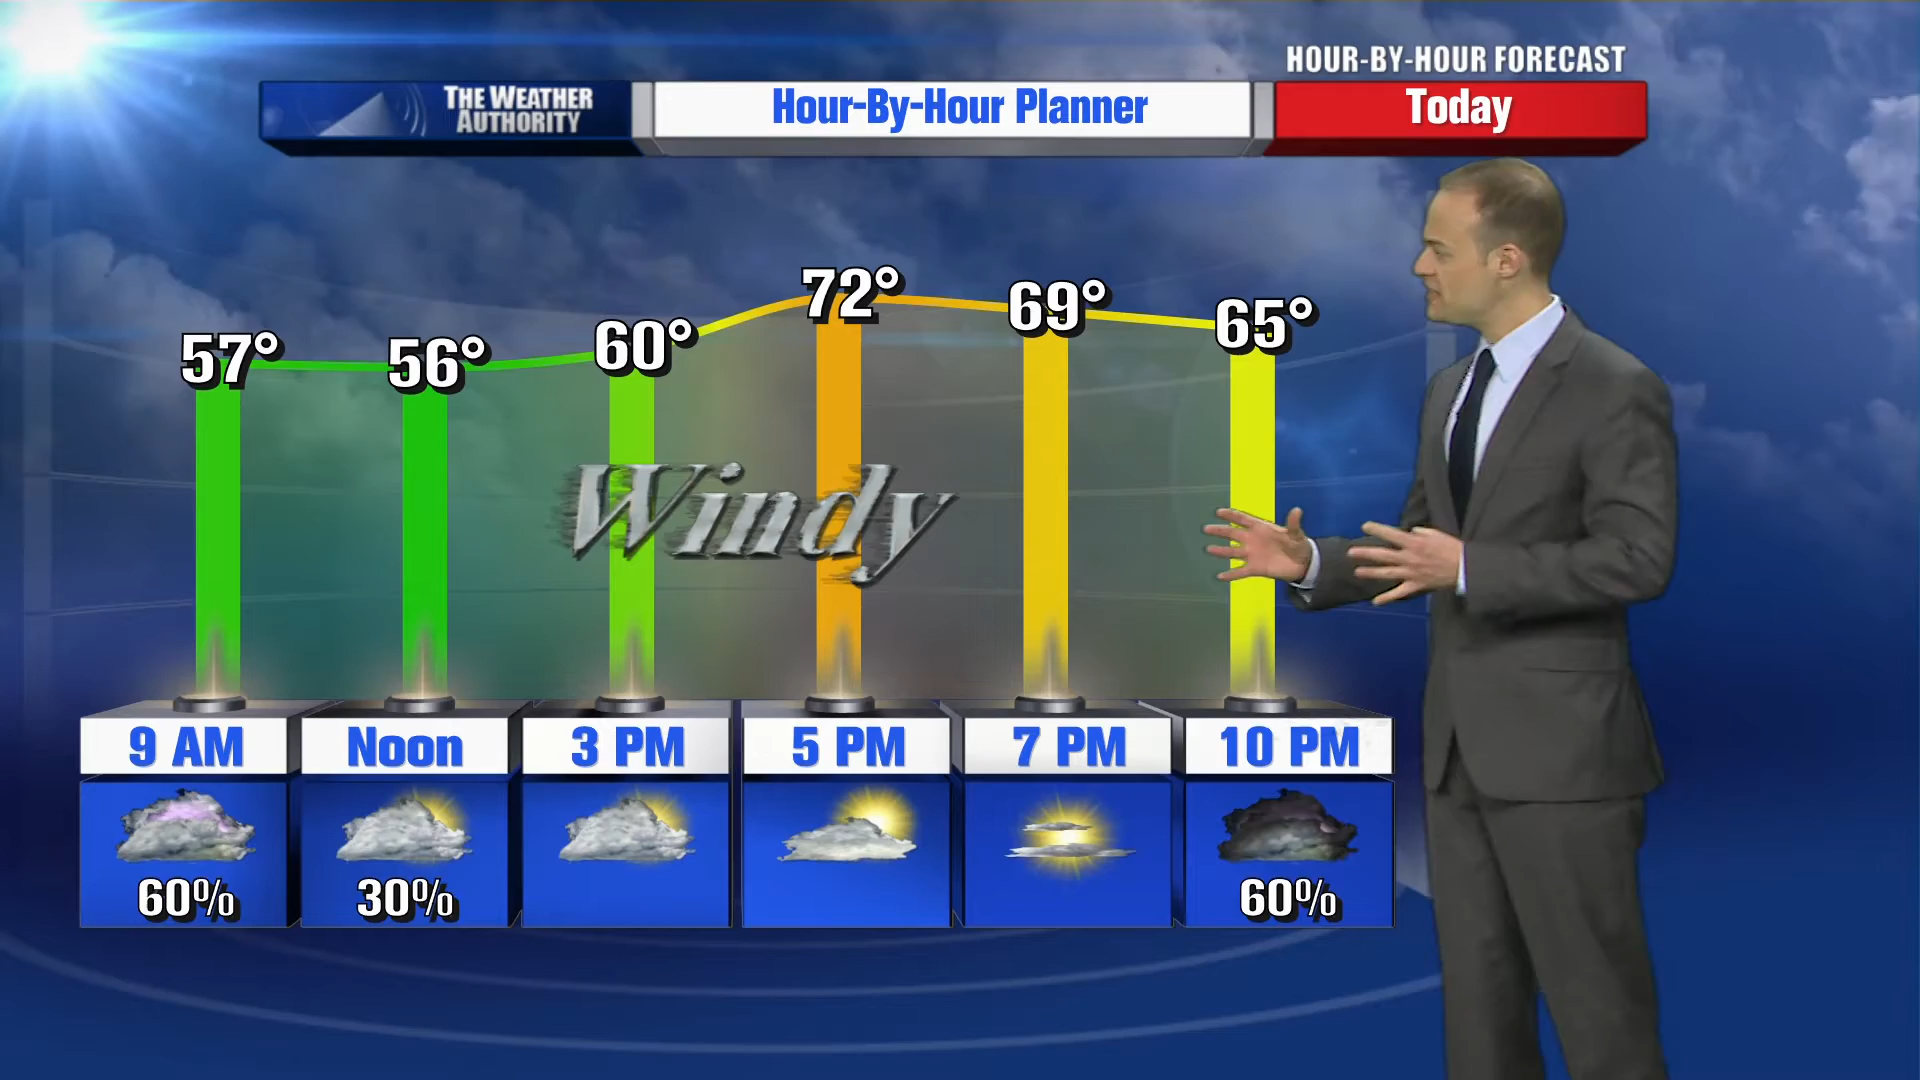 HOUR-BY-HOUR FORECAST
THE WEATHER
AUTHORITY
Hour-By-Hour Planner
Today
57°
56°
60°
72°
69°
65°
Windy
9 AM
Noon
3 PM
5 PM
7 PM
10 PM
60%
30%
60%